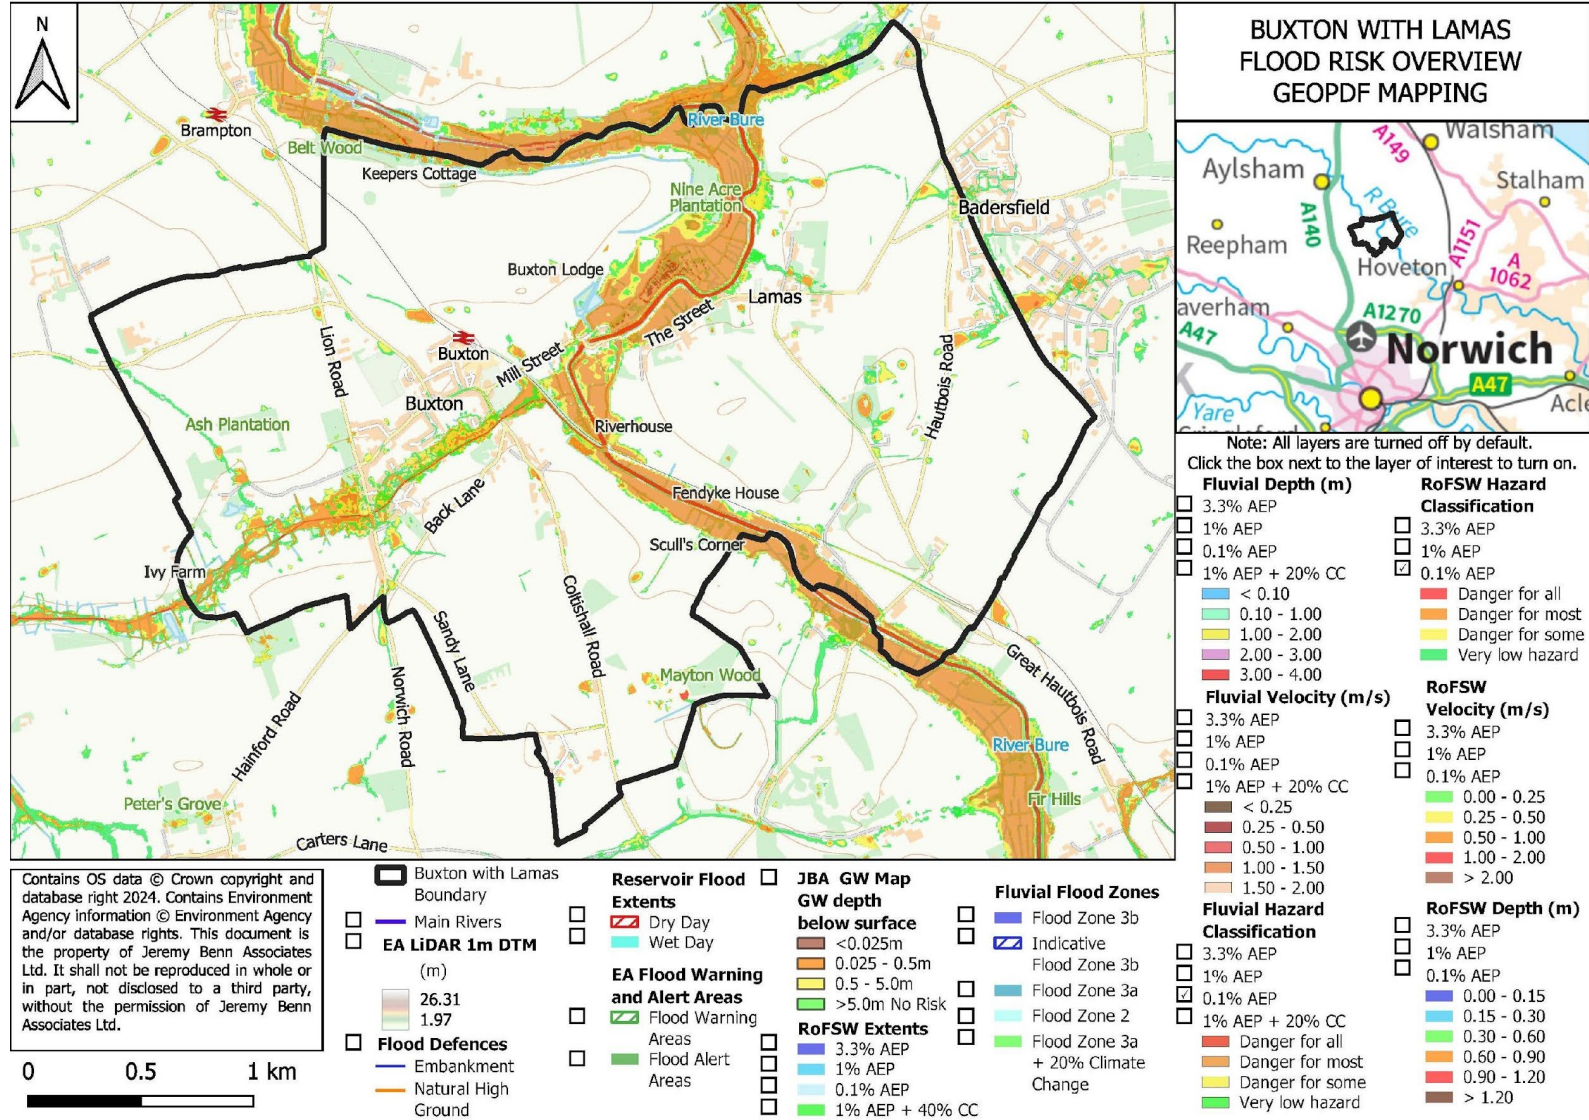 BUXTON WITH LAMAS
FLOOD RISK OVERVIEW
GEOPDF MAPPING
N
Brampton
Belt Wood
Keepers Cottage
River Bure
Nine Acre
Plantation
Badersfield
Buxton Lodge
Lamas
The Street
Lion Road
Buxton
Mill Street
Buxton
Hautbois Road
Ash Plantation
Riverhouse
Back Lane
Fendyke House
Scull's Corner
Ivy Farm
Coltishall Road
Sandy Lane
Mayton Wood
Great Hautbois Road
Norwich Road
Hainford Road
River Bure
Peter's Grove
Fir Hills
Carters Lane
Walsham
A149
Aylsham
Stalham
R Bure
A140
Reepham
A1151
Hoveton
A
1062
averham
A1270
A47
Norwich
A47
Yare
Acle
Note: All layers are turned off by default.
Click the box next to the layer of interest to turn on.
Fluvial Depth (m)
3.3% AEP
1% AEP
0.1% AEP
1% AEP + 20% CC
< 0.10
0.10 - 1.00
1.00 - 2.00
2.00 - 3.00
3.00 - 4.00
Fluvial Velocity (m/s)
3.3% AEP
1% AEP
0.1% AEP
1% AEP + 20% CC
< 0.25
0.25 - 0.50
0.50 - 1.00
1.00 - 1.50
1.50 - 2.00
Fluvial Hazard
Classification
3.3% AEP
1% AEP
0.1% AEP
1% AEP + 20% CC
Danger for all
Danger for most
Danger for some
Very low hazard
RoFSW Hazard
Classification
3.3% AEP
1% AEP
0.1% AEP
Danger for all
Danger for most
Danger for some
Very low hazard
RoFSW
Velocity (m/s)
3.3% AEP
1% AEP
0.1% AEP
0.00 - 0.25
0.25 - 0.50
0.50 - 1.00
1.00 - 2.00
> 2.00
RoFSW Depth (m)
3.3% AEP
1% AEP
0.1% AEP
0.00 - 0.15
0.15 - 0.30
0.30 - 0.60
0.60 - 0.90
0.90 - 1.20
> 1.20
Contains OS data © Crown copyright and
database right 2024. Contains Environment
Agency information © Environment Agency
and/or database rights. This document is
the property of Jeremy Benn Associates
Ltd. It shall not be reproduced in whole or
in part, not disclosed to a third party,
without the permission of Jeremy Benn
Associates Ltd.
0 0.5 1 km
Buxton with Lamas
Boundary
Main Rivers
EA LiDAR 1m DTM
(m)
26.31
1.97
Flood Defences
Embankment
Natural High
Ground
Reservoir Flood
Extents
Dry Day
Wet Day
EA Flood Warning
and Alert Areas
Flood Warning
Areas
Flood Alert
Areas
JBA GW Map
GW depth
below surface
<0.025m
0.025 - 0.5m
0.5 - 5.0m
>5.0m No Risk
RoFSW Extents
3.3% AEP
1% AEP
0.1% AEP
1% AEP + 40% CC
Fluvial Flood Zones
Flood Zone 3b
Indicative
Flood Zone 3b
Flood Zone 3a
Flood Zone 2
Flood Zone 3a
+ 20% Climate
Change